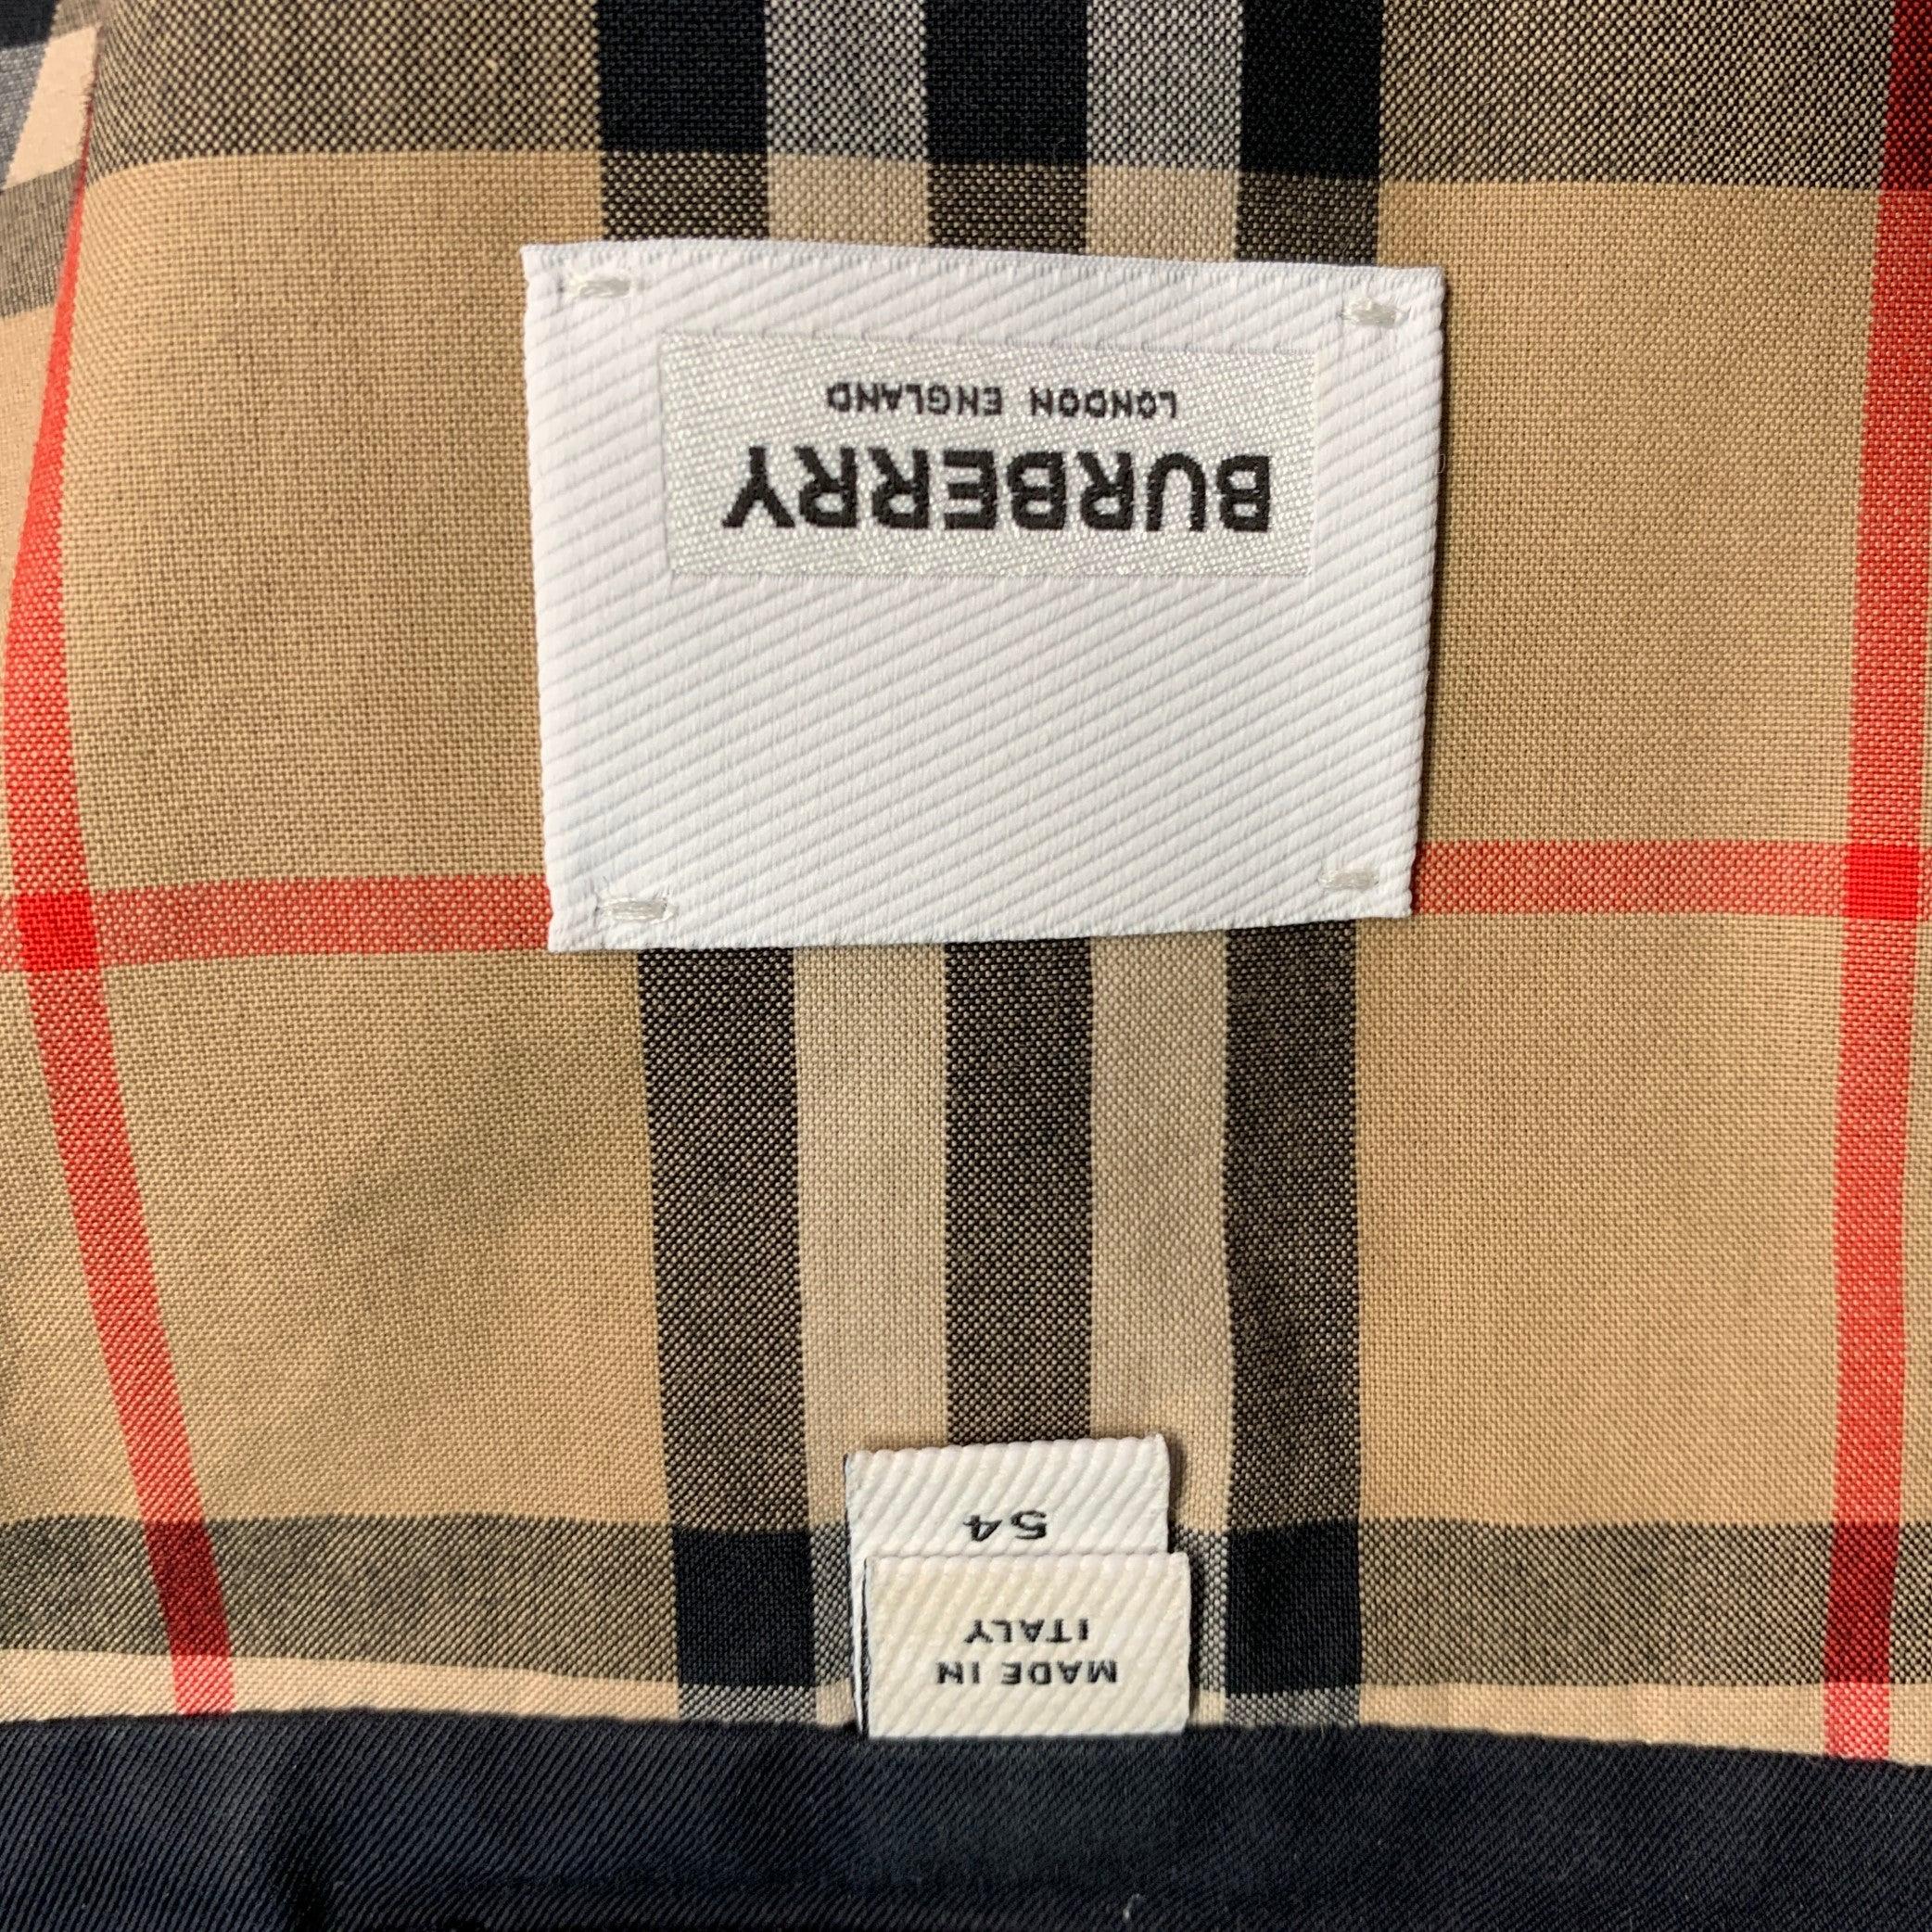 BURBERRY
LONDON ENGLAND
MADE IN
ITALY
54